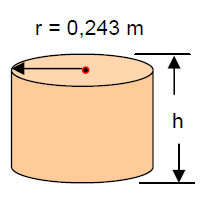 r = 0,243 m
h